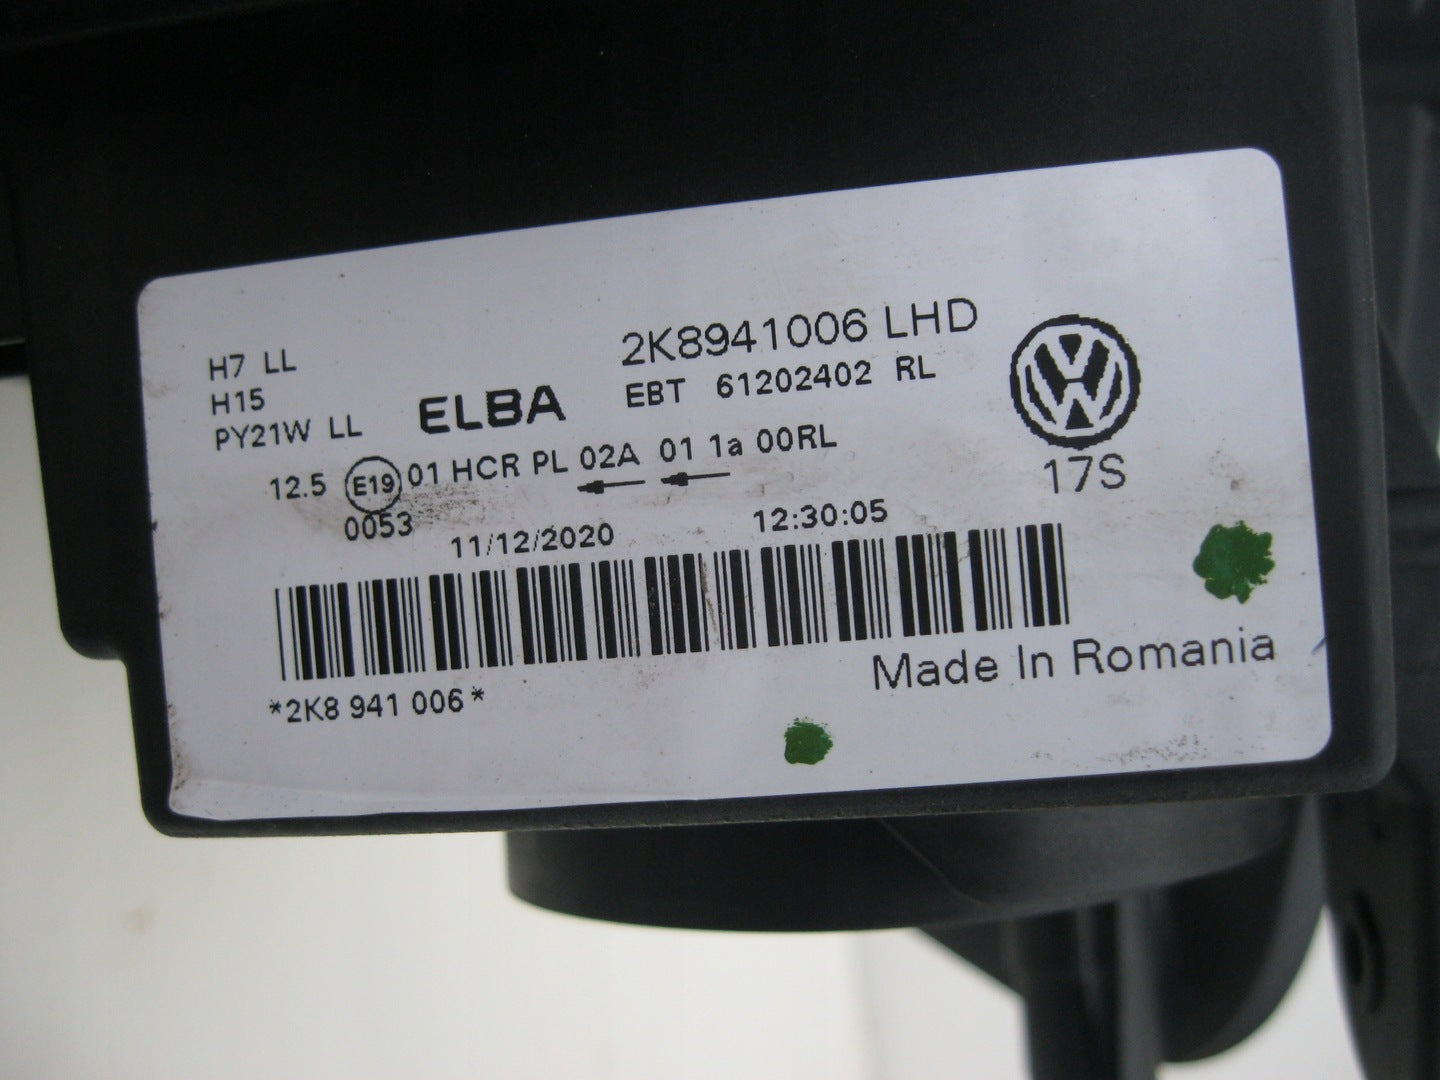 2K8941006 LHD
H7 LL
H15
PY21W LL
ELBA
EBT 61202402 RL
12.5 E19 01 HCR PL 02A 01 1a 00RL
0053
17S
11/12/2020 12:30:05
*2K8 941 006*
Made In Romania